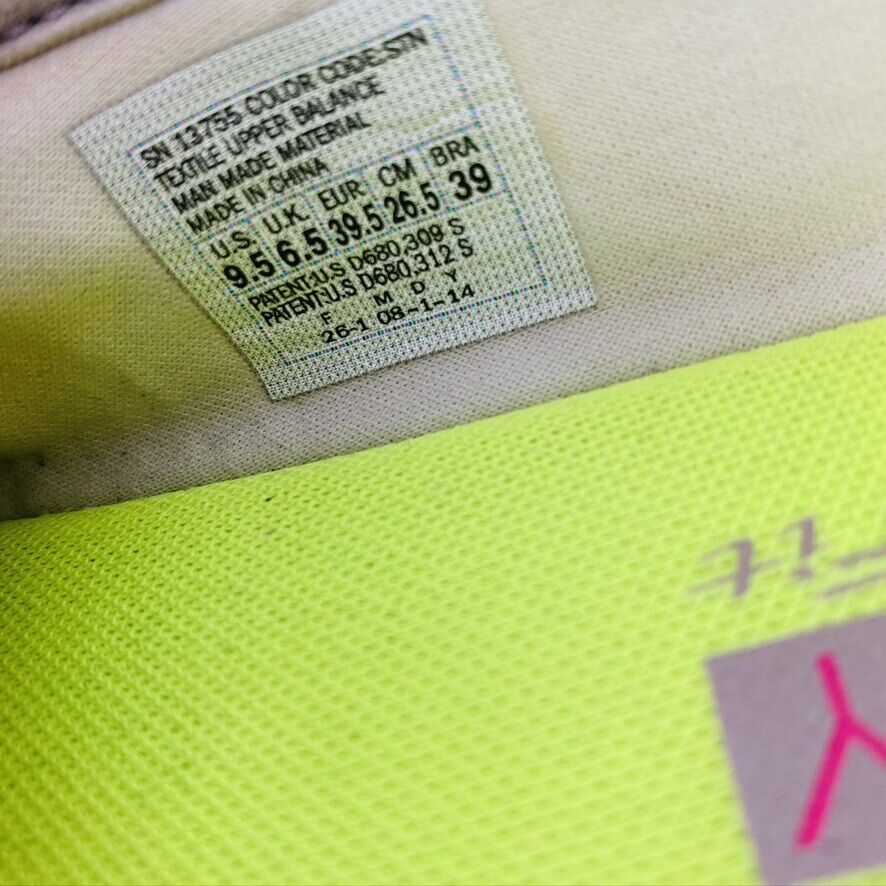 SN 13755 COLOR CODE:STN
TEXTILE UPPER BALANCE
MAN MADE MATERIAL
MADE IN CHINA
U.S. U.K. EUR CM BRA
9.5 6.5 39.5 26.5 39
PATENT:U.S D680,309 S
PATENT:U.S D680,312 S
F M D Y
26-1 08-1-14